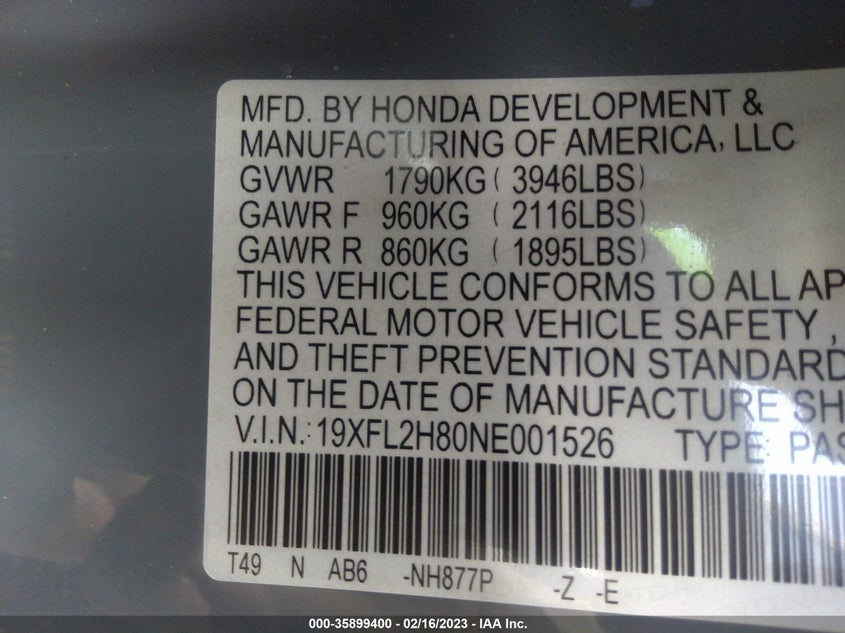 MFD. BY HONDA DEVELOPMENT &
MANUFACTURING OF AMERICA, LLC
GVWR 1790KG ( 3946LBS)
GAWR F 960KG ( 2116LBS)
GAWR R 860KG ( 1895LBS)
THIS VEHICLE CONFORMS TO ALL AP
FEDERAL MOTOR VEHICLE SAFETY ,
AND THEFT PREVENTION STANDARD
ON THE DATE OF MANUFACTURE SH
V.I.N.: 19XFL2H80NE001526 TYPE: PAS
T49 N AB6 -NH877P -Z -E
000-35899400 - 02/16/2023 - IAA Inc.